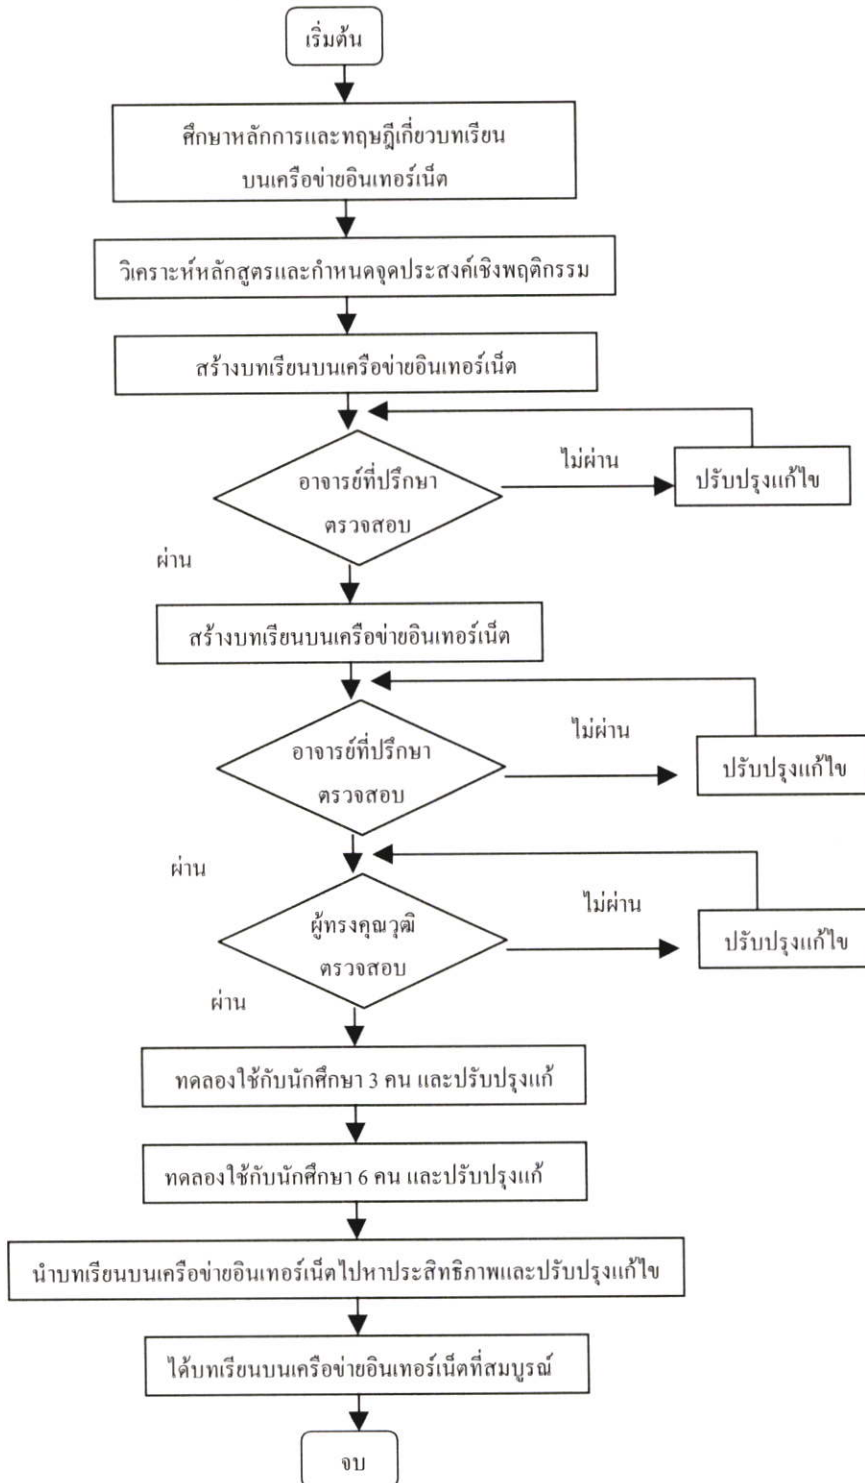 เริ่มต้น
ศึกษาหลักการและทฤษฎีเกี่ยวบทเรียน
บนเครือข่ายอินเทอร์เน็ต
วิเคราะห์หลักสูตรและกำหนดจุดประสงค์เชิงพฤติกรรม
สร้างบทเรียนบนเครือข่ายอินเทอร์เน็ต
อาจารย์ที่ปรึกษา
ตรวจสอบ
ไม่ผ่าน
ปรับปรุงแก้ไข
ผ่าน
สร้างบทเรียนบนเครือข่ายอินเทอร์เน็ต
อาจารย์ที่ปรึกษา
ตรวจสอบ
ไม่ผ่าน
ปรับปรุงแก้ไข
ผ่าน
ผู้ทรงคุณวุฒิ
ตรวจสอบ
ไม่ผ่าน
ปรับปรุงแก้ไข
ผ่าน
ทดลองใช้กับนักศึกษา 3 คน และปรับปรุงแก้
ทดลองใช้กับนักศึกษา 6 คน และปรับปรุงแก้
นำบทเรียนบนเครือข่ายอินเทอร์เน็ตไปหาประสิทธิภาพและปรับปรุงแก้ไข
ได้บทเรียนบนเครือข่ายอินเทอร์เน็ตที่สมบูรณ์
จบ